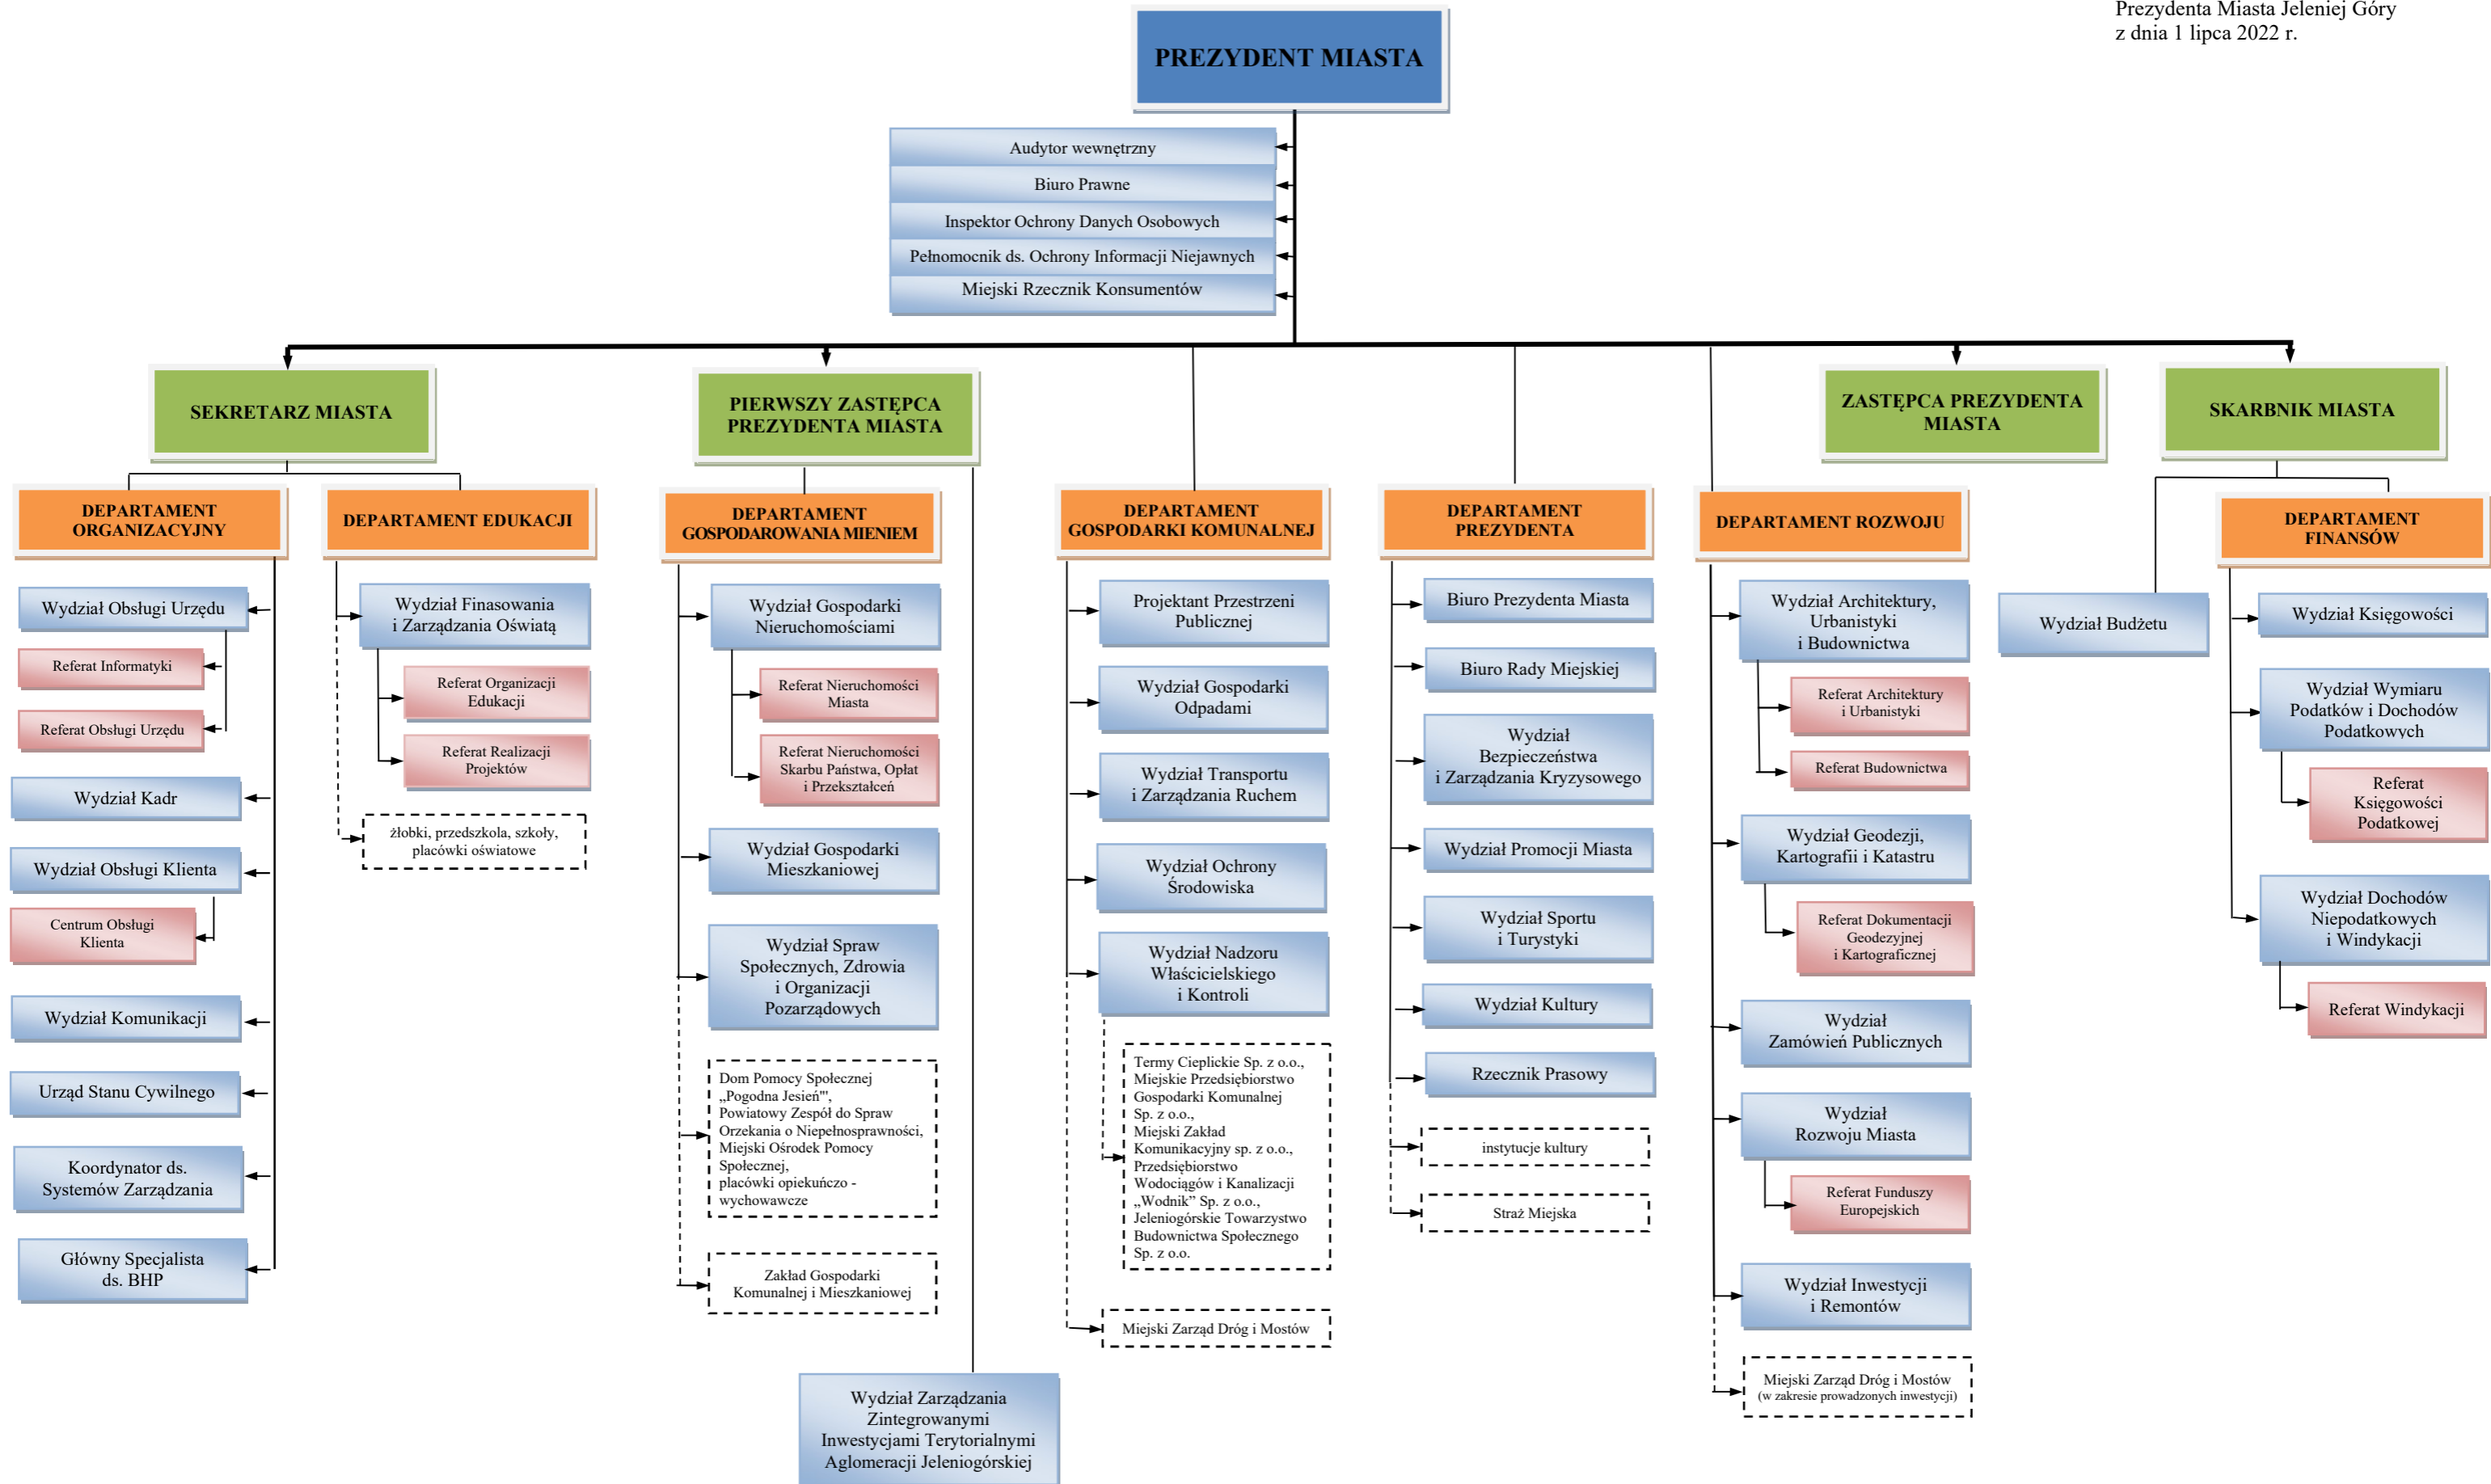 Prezydenta Miasta Jeleniej Góry
z dnia 1 lipca 2022 r.
PREZYDENT MIASTA
Audytor wewnętrzny
Biuro Prawne
Inspektor Ochrony Danych Osobowych
Pełnomocnik ds. Ochrony Informacji Niejawnych
Miejski Rzecznik Konsumentów
SEKRETARZ MIASTA
PIERWSZY ZASTĘPCA
PREZYDENTA MIASTA
ZASTĘPCA PREZYDENTA
MIASTA
SKARBNIK MIASTA
DEPARTAMENT
ORGANIZACYJNY
Wydział Obsługi Urzędu
Referat Informatyki
Referat Obsługi Urzędu
Wydział Kadr
Wydział Obsługi Klienta
Centrum Obsługi
Klienta
Wydział Komunikacji
Urząd Stanu Cywilnego
Koordynator ds.
Systemów Zarządzania
Główny Specjalista
ds. BHP
DEPARTAMENT EDUKACJI
Wydział Finasowania
i Zarządzania Oświatą
Referat Organizacji
Edukacji
Referat Realizacji
Projektów
żłobki, przedszkola, szkoły,
placówki oświatowe
DEPARTAMENT
GOSPODAROWANIA MIENIEM
Wydział Gospodarki
Nieruchomościami
Referat Nieruchomości
Miasta
Referat Nieruchomości
Skarbu Państwa, Opłat
i Przekształceń
Wydział Gospodarki
Mieszkaniowej
Wydział Spraw
Społecznych, Zdrowia
i Organizacji
Pozarządowych
Dom Pomocy Społecznej
„Pogodna Jesień"',
Powiatowy Zespół do Spraw
Orzekania o Niepełnosprawności,
Miejski Ośrodek Pomocy
Społecznej,
placówki opiekuńczo -
wychowawcze
Zakład Gospodarki
Komunalnej i Mieszkaniowej
Wydział Zarządzania
Zintegrowanymi
Inwestycjami Terytorialnymi
Aglomeracji Jeleniogórskiej
DEPARTAMENT
GOSPODARKI KOMUNALNEJ
Projektant Przestrzeni
Publicznej
Wydział Gospodarki
Odpadami
Wydział Transportu
i Zarządzania Ruchem
Wydział Ochrony
Środowiska
Wydział Nadzoru
Właścicielskiego
i Kontroli
Termy Cieplickie Sp. z o.o.,
Miejskie Przedsiębiorstwo
Gospodarki Komunalnej
Sp. z o.o.,
Miejski Zakład
Komunikacyjny sp. z o.o.,
Przedsiębiorstwo
Wodociągów i Kanalizacji
„Wodnik” Sp. z o.o.,
Jeleniogórskie Towarzystwo
Budownictwa Społecznego
Sp. z o.o.
Miejski Zarząd Dróg i Mostów
DEPARTAMENT
PREZYDENTA
Biuro Prezydenta Miasta
Biuro Rady Miejskiej
Wydział
Bezpieczeństwa
i Zarządzania Kryzysowego
Wydział Promocji Miasta
Wydział Sportu
i Turystyki
Wydział Kultury
Rzecznik Prasowy
instytucje kultury
Straż Miejska
DEPARTAMENT ROZWOJU
Wydział Architektury,
Urbanistyki
i Budownictwa
Referat Architektury
i Urbanistyki
Referat Budownictwa
Wydział Geodezji,
Kartografii i Katastru
Referat Dokumentacji
Geodezyjnej
i Kartograficznej
Wydział
Zamówień Publicznych
Wydział
Rozwoju Miasta
Referat Funduszy
Europejskich
Wydział Inwestycji
i Remontów
Miejski Zarząd Dróg i Mostów
(w zakresie prowadzonych inwestycji)
Wydział Budżetu
DEPARTAMENT
FINANSÓW
Wydział Księgowości
Wydział Wymiaru
Podatków i Dochodów
Podatkowych
Referat
Księgowości
Podatkowej
Wydział Dochodów
Niepodatkowych
i Windykacji
Referat Windykacji